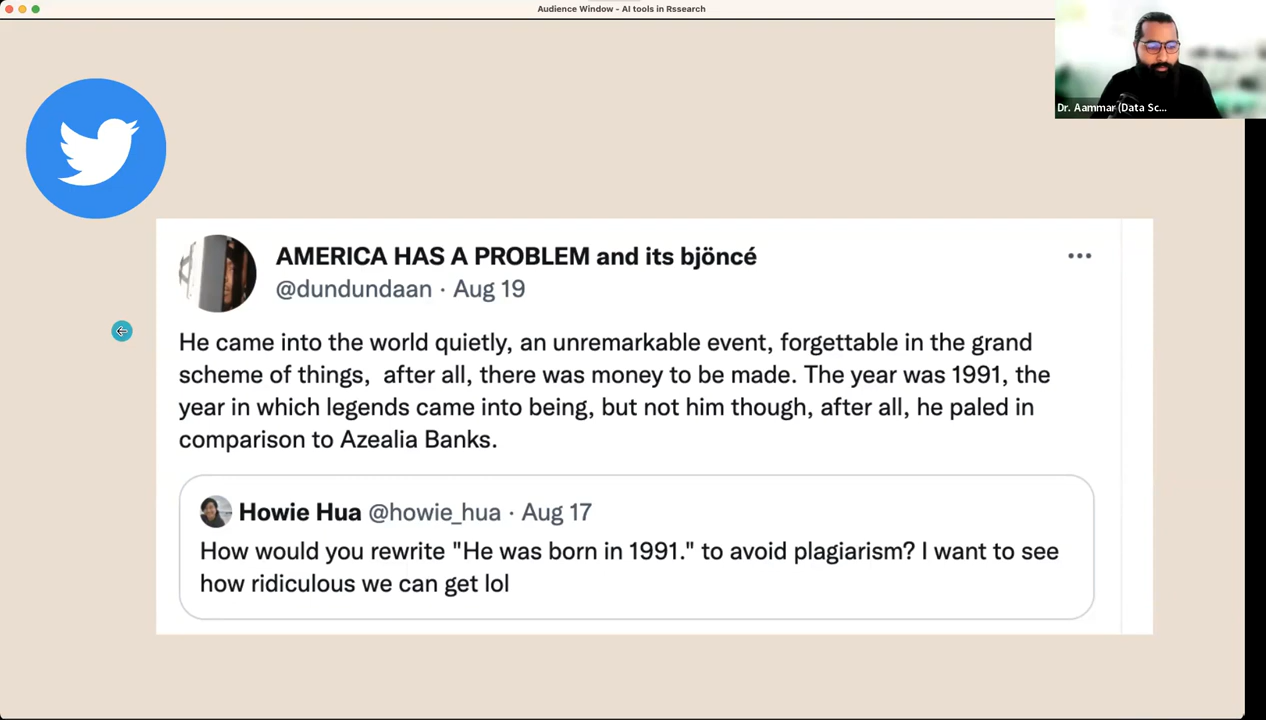 Audience Window - AI tools in Rssearch
Dr. Aammar (Data Sc...
AMERICA HAS A PROBLEM and its bjöncé
@dundundaan · Aug 19
He came into the world quietly, an unremarkable event, forgettable in the grand
scheme of things,  after all, there was money to be made. The year was 1991, the
year in which legends came into being, but not him though, after all, he paled in
comparison to Azealia Banks.
Howie Hua @howie_hua · Aug 17
How would you rewrite "He was born in 1991." to avoid plagiarism? I want to see
how ridiculous we can get lol